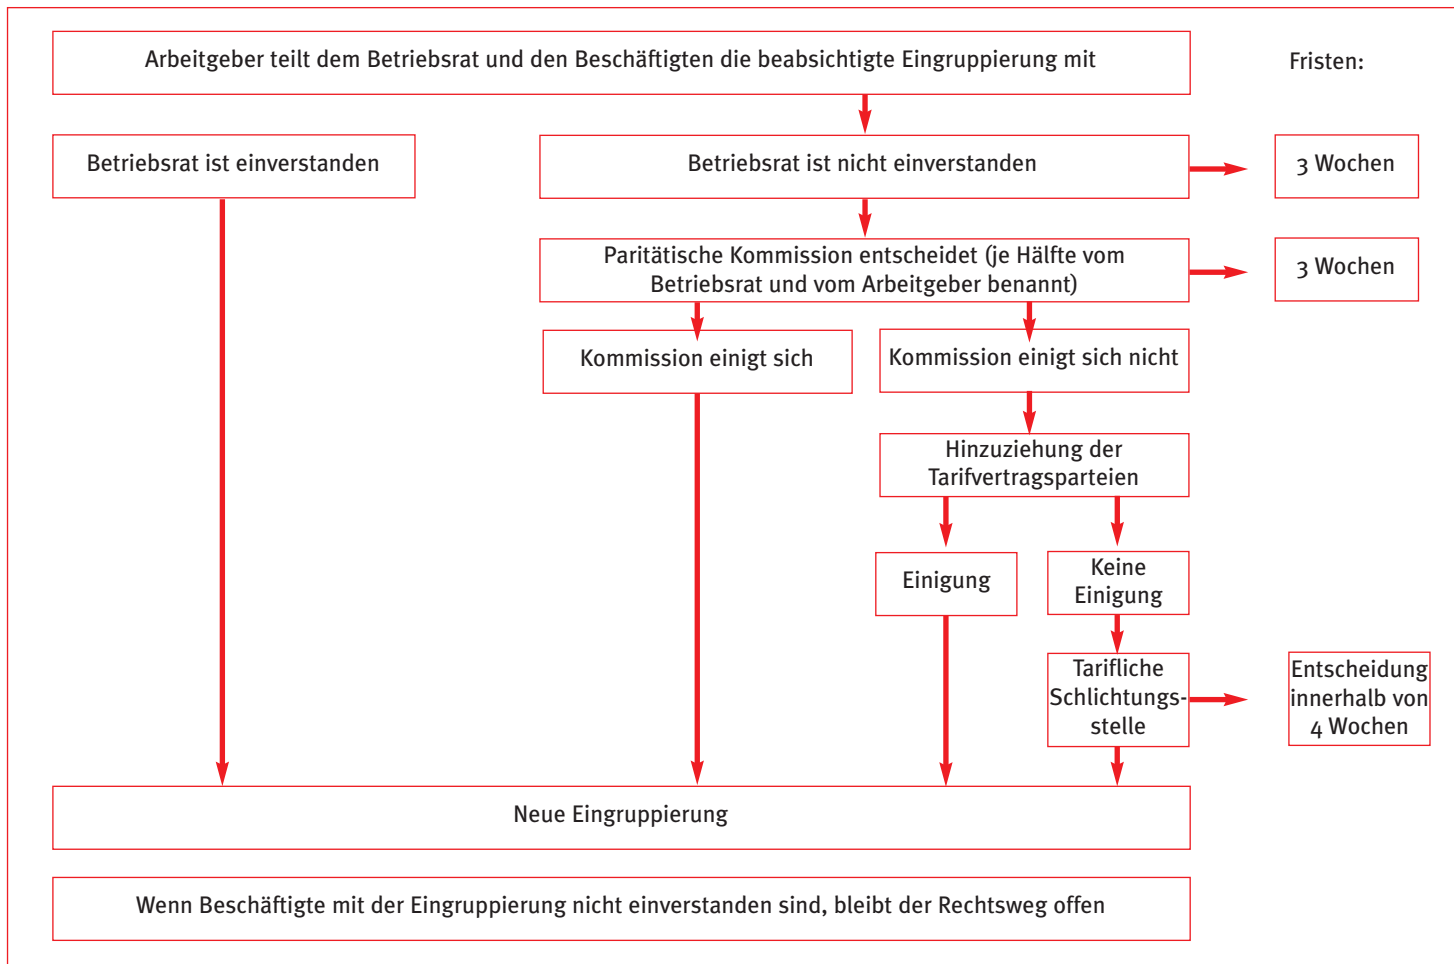 Arbeitgeber teilt dem Betriebsrat und den Beschäftigten die beabsichtigte Eingruppierung mit
Fristen:
Betriebsrat ist einverstanden
Betriebsrat ist nicht einverstanden
3 Wochen
Paritätische Kommission entscheidet (je Hälfte vom
Betriebsrat und vom Arbeitgeber benannt)
3 Wochen
Kommission einigt sich
Kommission einigt sich nicht
Hinzuziehung der
Tarifvertragsparteien
Einigung
Keine
Einigung
Tarifliche
Schlichtungs-
stelle
Entscheidung
innerhalb von
4 Wochen
Neue Eingruppierung
Wenn Beschäftigte mit der Eingruppierung nicht einverstanden sind, bleibt der Rechtsweg offen